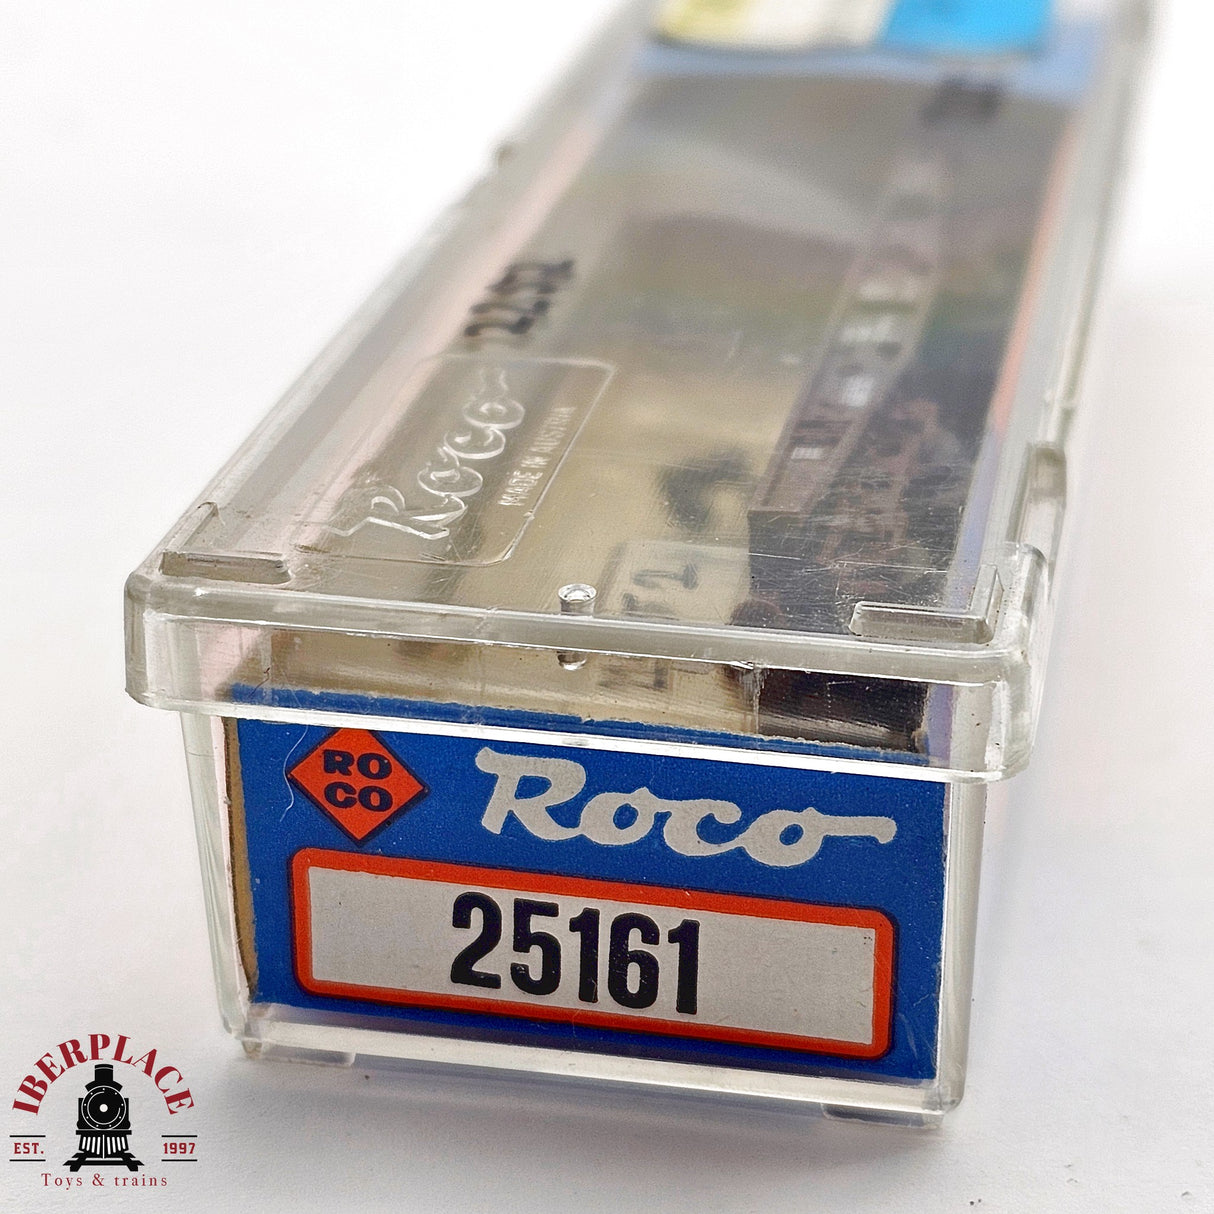 Roco
MADE IN AUSTRIA
RO
CO
Roco
25161
IBERPLACE
EST. 1997
Toys & trains